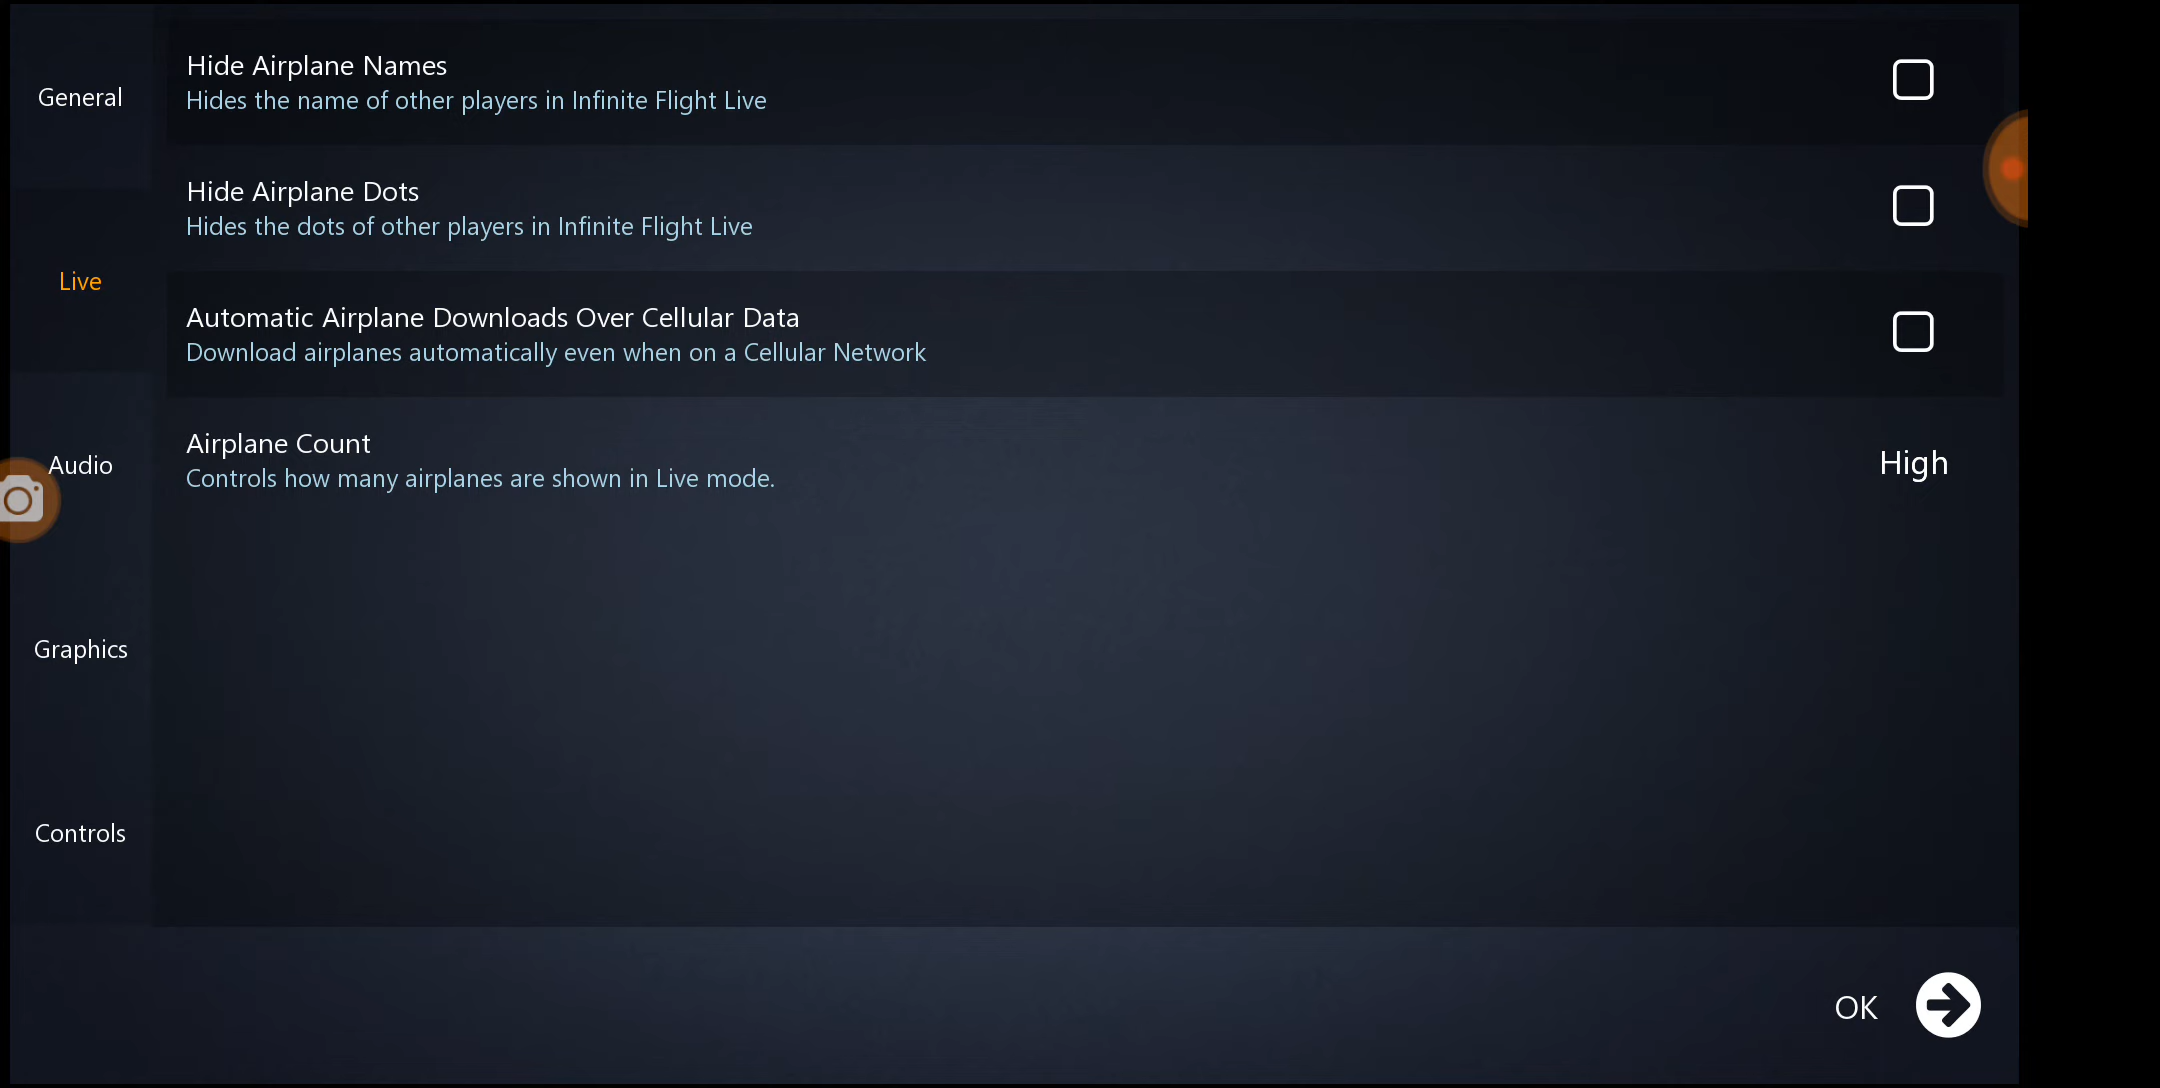 General
Live
Audio
Graphics
Controls
Hide Airplane Names
Hides the name of other players in Infinite Flight Live
Hide Airplane Dots
Hides the dots of other players in Infinite Flight Live
Automatic Airplane Downloads Over Cellular Data
Download airplanes automatically even when on a Cellular Network
Airplane Count
Controls how many airplanes are shown in Live mode.
High
OK